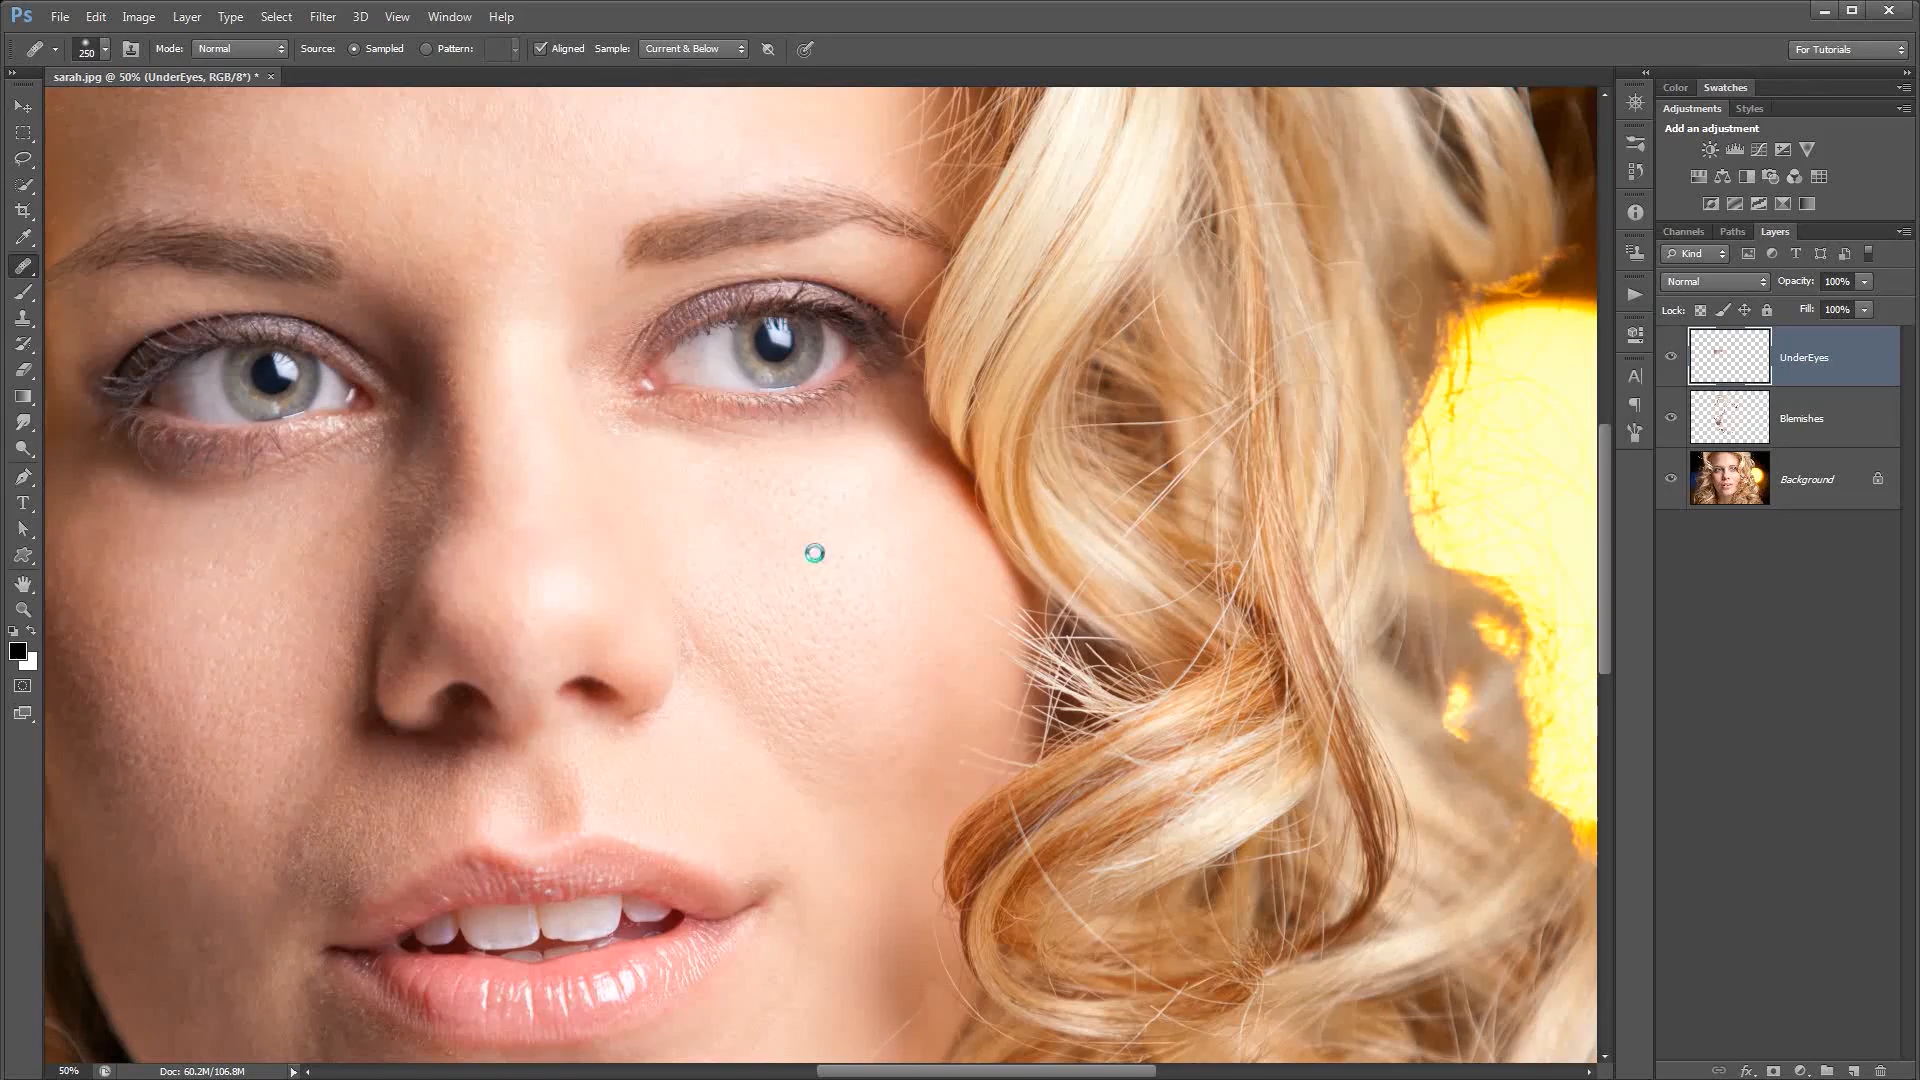 Ps File Edit Image Layer Type Select Filter 3D View Window Help
250 Mode: Normal Source: Sampled Pattern: Aligned Sample: Current & Below For Tutorials
sarah.jpg @ 50% (UnderEyes, RGB/8*) * ×
Color Swatches
Adjustments Styles
Add an adjustment
Channels Paths Layers
Kind
Normal Opacity: 100%
Lock: Fill: 100%
UnderEyes
Blemishes
Background
50% Doc: 60.2M/106.8M